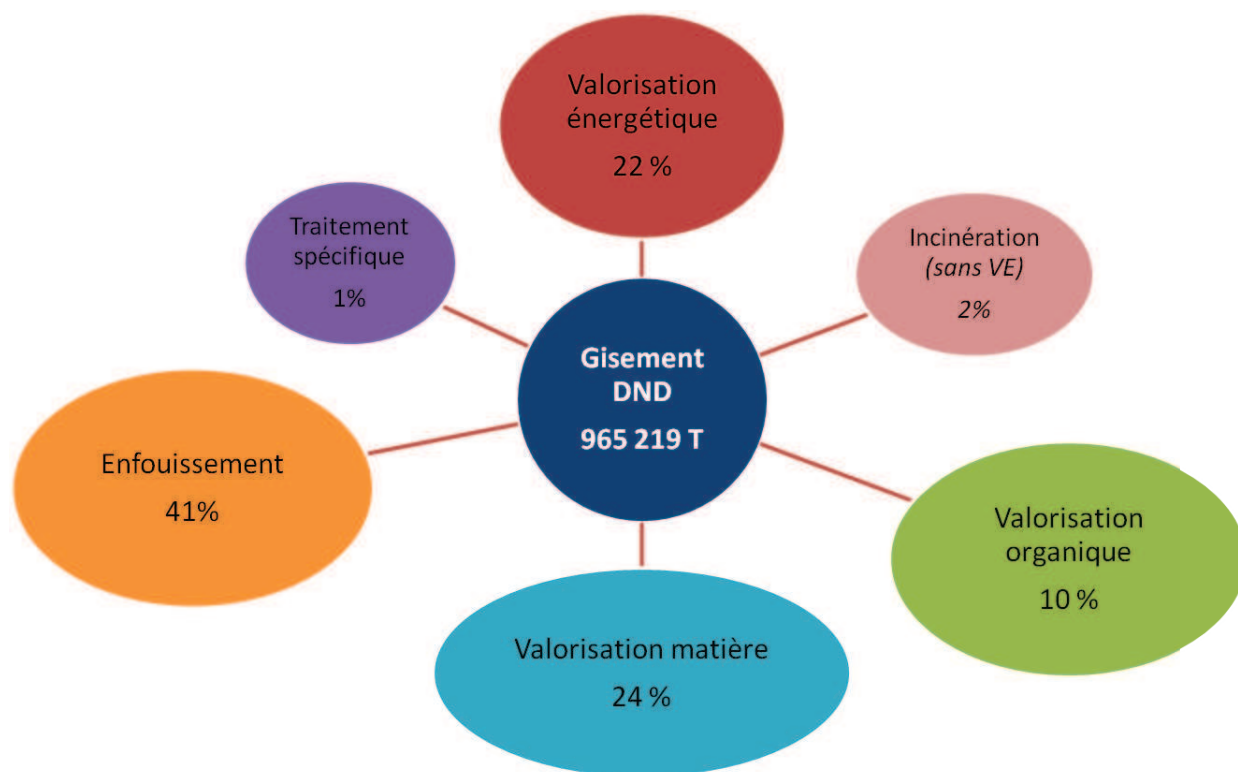 Valorisation
énergétique
22 %
Traitement
spécifique
1%
Incinération
(sans VE)
2%
Gisement
DND
965 219 T
Enfouissement
41%
Valorisation
organique
10 %
Valorisation matière
24 %